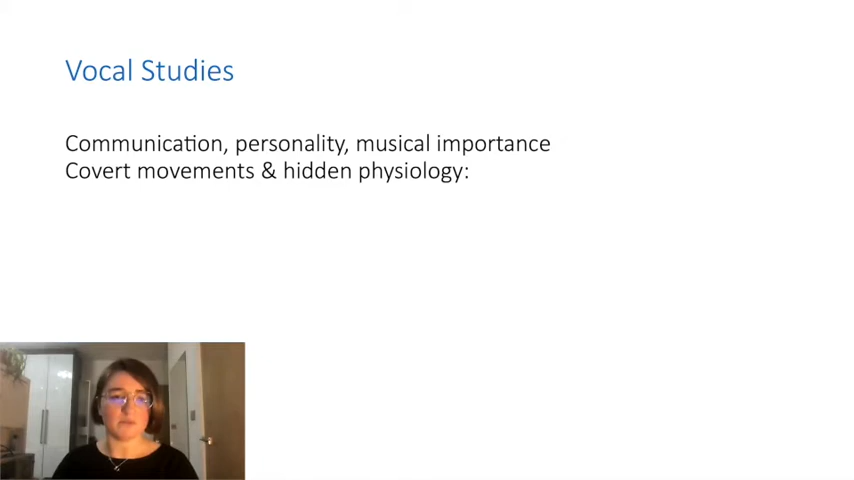 Vocal Studies
Communication, personality, musical importance
Covert movements & hidden physiology: